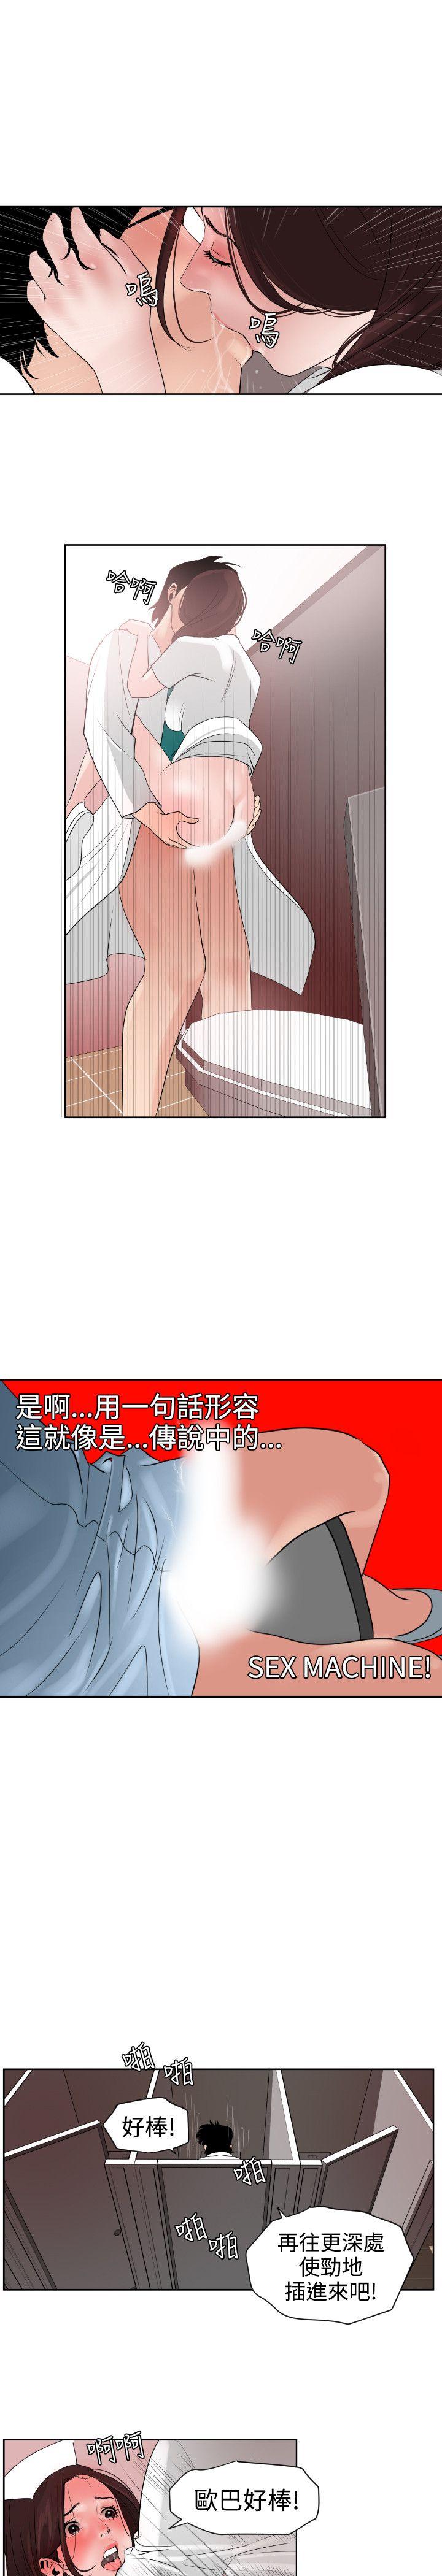 嗚
嗚
哈啊
哈啊
是啊...用一句話形容
這就像是...傳說中的...
SEX MACHINE!
啪
啪
好棒!
啪
啪
啪
再往更深處
使勁地
插進來吧!
啊啊
歐巴好棒!